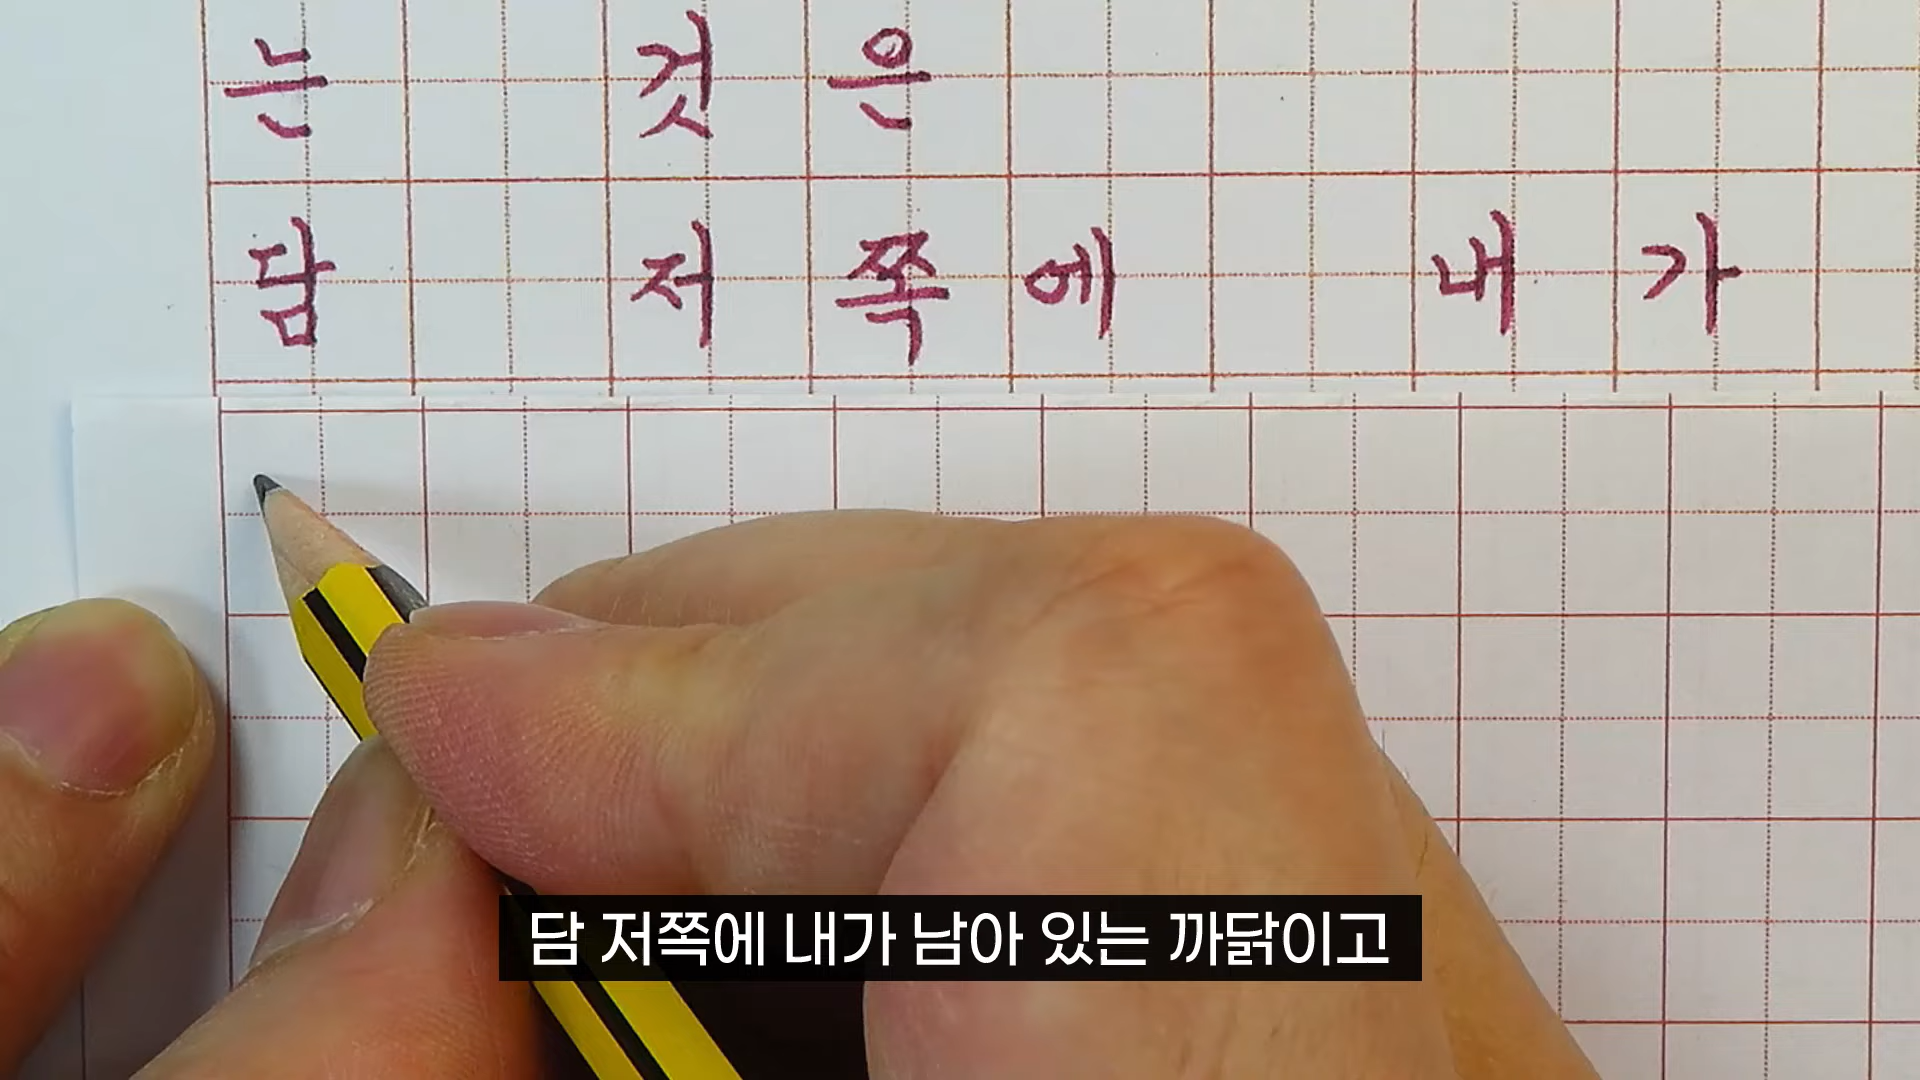 는 것은
담 저쪽에 내가
담 저쪽에 내가 남아 있는 까닭이고